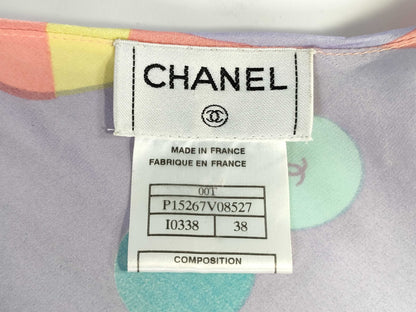 CHANEL
MADE IN FRANCE
FABRIQUE EN FRANCE
00T
P15267V08527
I0338 38
COMPOSITION